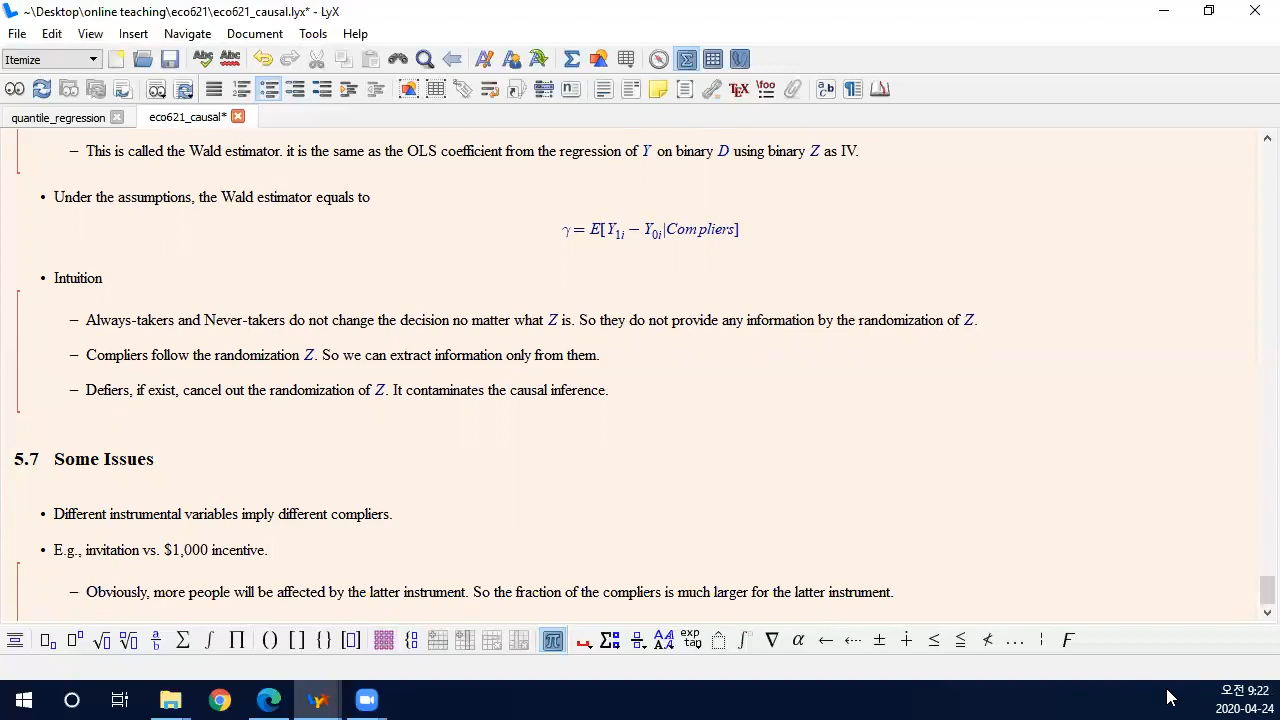 ~\Desktop\online teaching\eco621\eco621_causal.lyx* - LyX
File Edit View Insert Navigate Document Tools Help
Itemize
quantile_regression eco621_causal*
– This is called the Wald estimator. it is the same as the OLS coefficient from the regression of Y on binary D using binary Z as IV.
• Under the assumptions, the Wald estimator equals to
γ = E[Y1i − Y0i|Compliers]
• Intuition
– Always-takers and Never-takers do not change the decision no matter what Z is. So they do not provide any information by the randomization of Z.
– Compliers follow the randomization Z. So we can extract information only from them.
– Defiers, if exist, cancel out the randomization of Z. It contaminates the causal inference.
5.7 Some Issues
• Different instrumental variables imply different compliers.
• E.g., invitation vs. $1,000 incentive.
– Obviously, more people will be affected by the latter instrument. So the fraction of the compliers is much larger for the latter instrument.
오전 9:22
2020-04-24